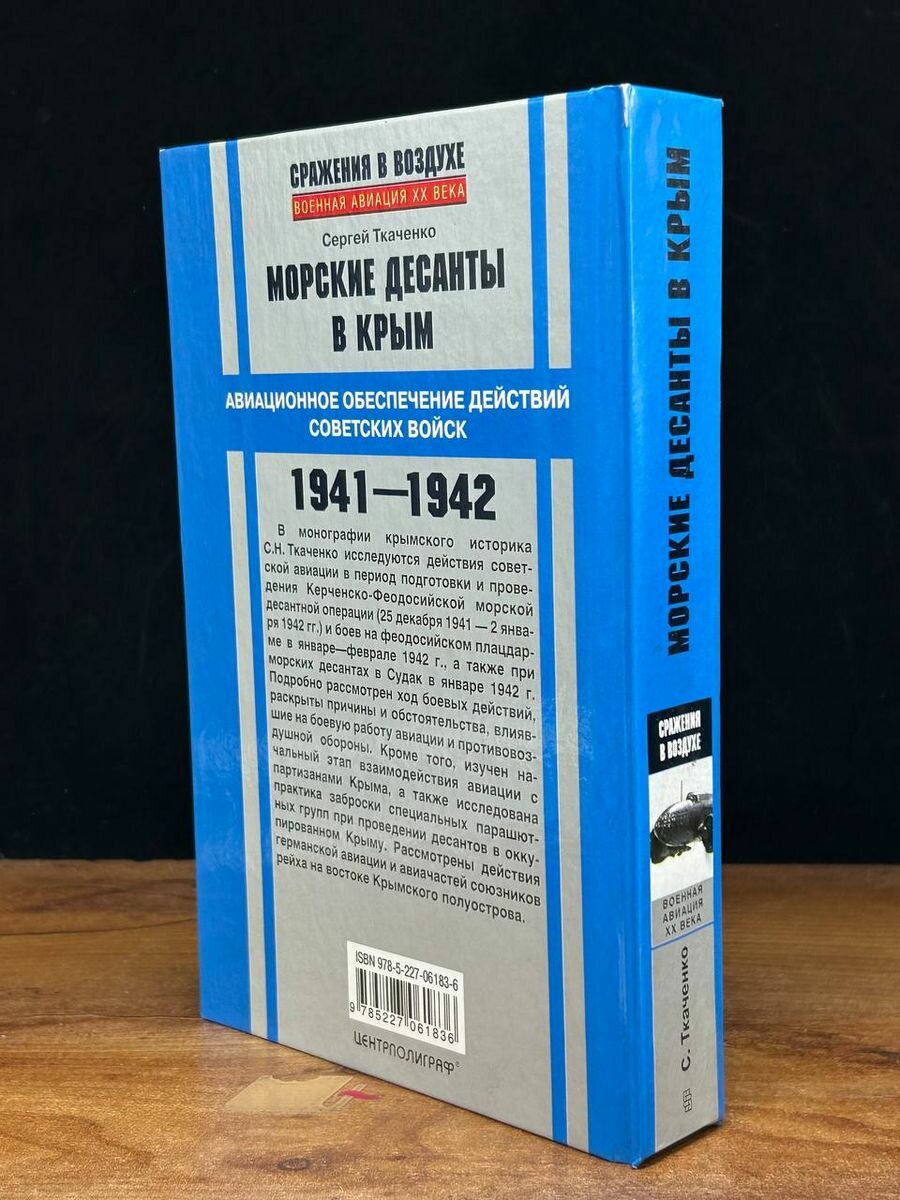 СРАЖЕНИЯ В ВОЗДУХЕ
ВОЕННАЯ АВИАЦИЯ XX ВЕКА
Сергей Ткаченко
МОРСКИЕ ДЕСАНТЫ
В КРЫМ
АВИАЦИОННОЕ ОБЕСПЕЧЕНИЕ ДЕЙСТВИЙ
СОВЕТСКИХ ВОЙСК
1941—1942
В монографии крымского историка
С.Н. Ткаченко исследуются действия совет-
ской авиации в период подготовки и прове-
дения Керченско-Феодосийской морской
десантной операции (25 декабря 1941 — 2 янва-
ря 1942 гг.) и боев на феодосийском плацдар-
ме в январе—феврале 1942 г., а также при
морских десантах в Судак в январе 1942 г.
Подробно рассмотрен ход боевых действий,
раскрыты причины и обстоятельства, влияв-
шие на боевую работу авиации и противовоз-
душной обороны. Кроме того, изучен на-
чальный этап взаимодействия авиации с
партизанами Крыма, а также исследована
практика заброски специальных парашют-
ных групп при проведении десантов в окку-
пированном Крыму. Рассмотрены действия
германской авиации и авиачастей союзников
рейха на востоке Крымского полуострова.
ISBN 978-5-227-06183-6
9 785227 061836
ЦЕНТРПОЛИГРАФ®
МОРСКИЕ ДЕСАНТЫ В КРЫМ
СРАЖЕНИЯ
В ВОЗДУХЕ
ВОЕННАЯ
АВИАЦИЯ
XX ВЕКА
С. Ткаченко